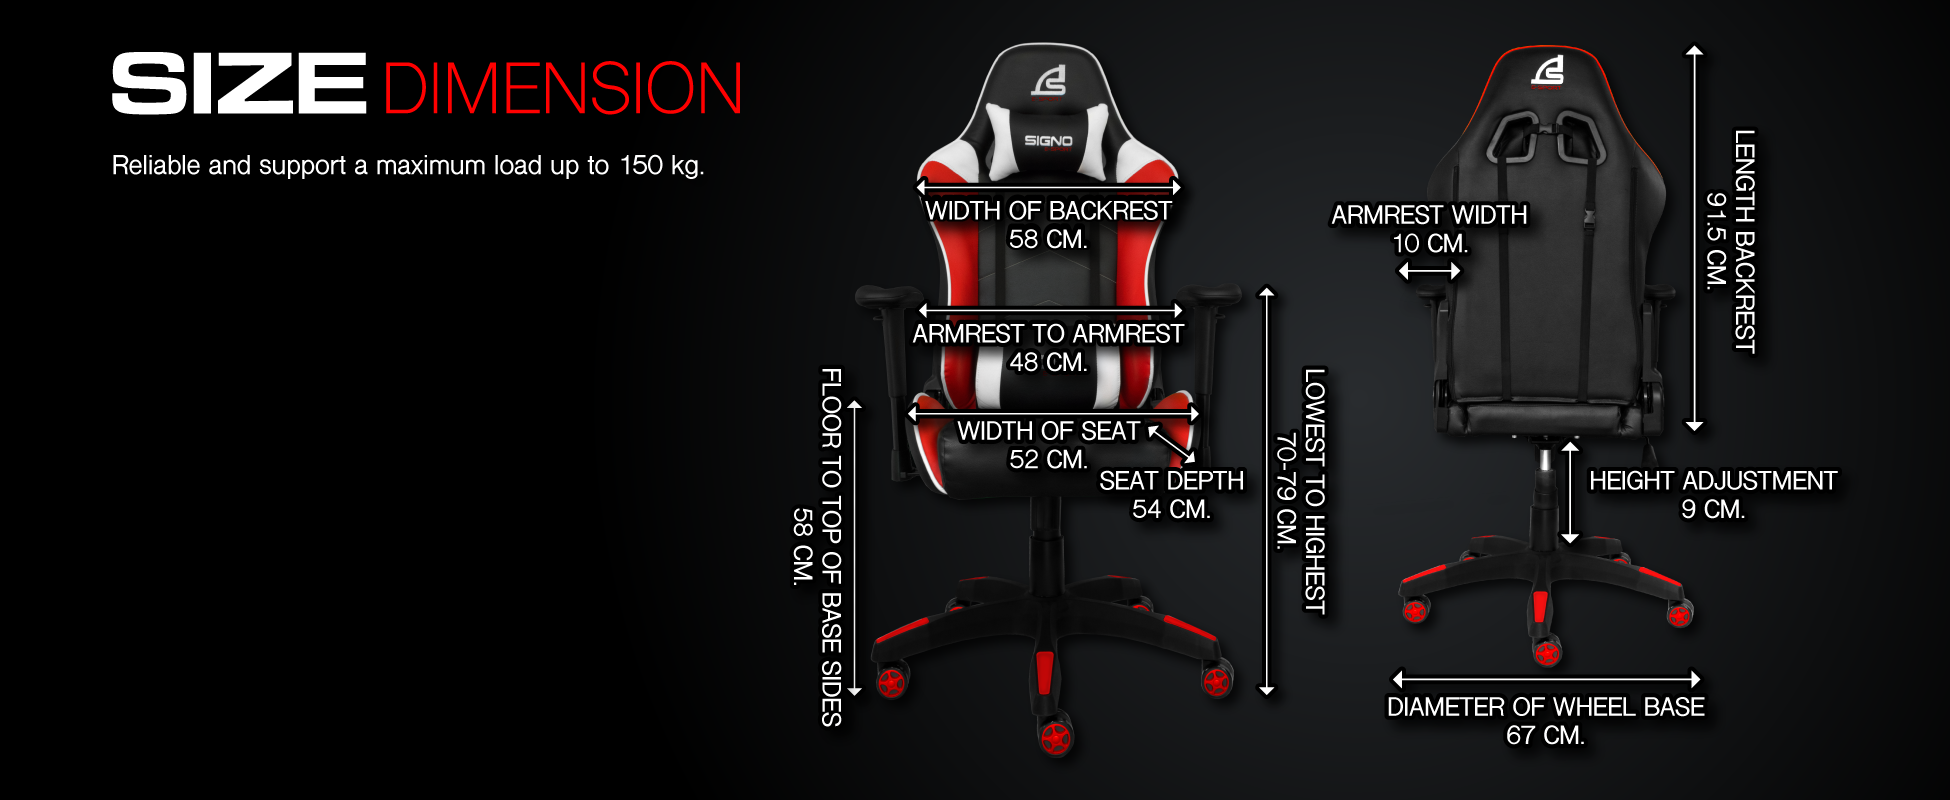 SIZE DIMENSION
Reliable and support a maximum load up to 150 kg.
SIGNO
WIDTH OF BACKREST
58 CM.
ARMREST TO ARMREST
48 CM.
WIDTH OF SEAT
52 CM.
SEAT DEPTH
54 CM.
FLOOR TO TOP OF BASE SIDES
58 CM.
LOWEST TO HIGHEST
70-79 CM.
ARMREST WIDTH
10 CM.
LENGTH BACKREST
91.5 CM.
HEIGHT ADJUSTMENT
9 CM.
DIAMETER OF WHEEL BASE
67 CM.